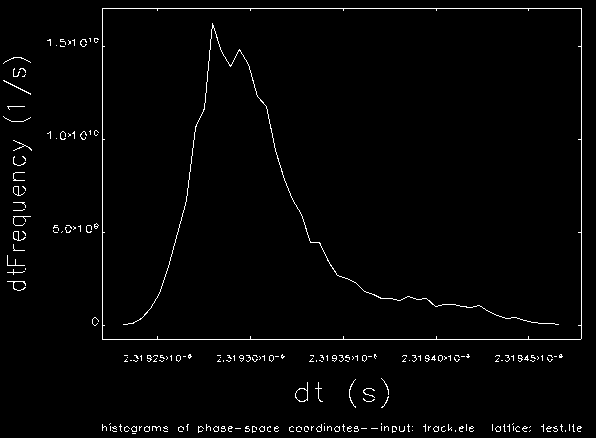 dtFrequency (1/s)
1.5×10¹⁰
1.0×10¹⁰
5.0×10⁹
0
2.31925×10⁻⁶ 2.31930×10⁻⁶ 2.31935×10⁻⁶ 2.31940×10⁻⁶ 2.31945×10⁻⁶
dt (s)
histograms of phase-space coordinates--input: track.ele lattice: test.lte